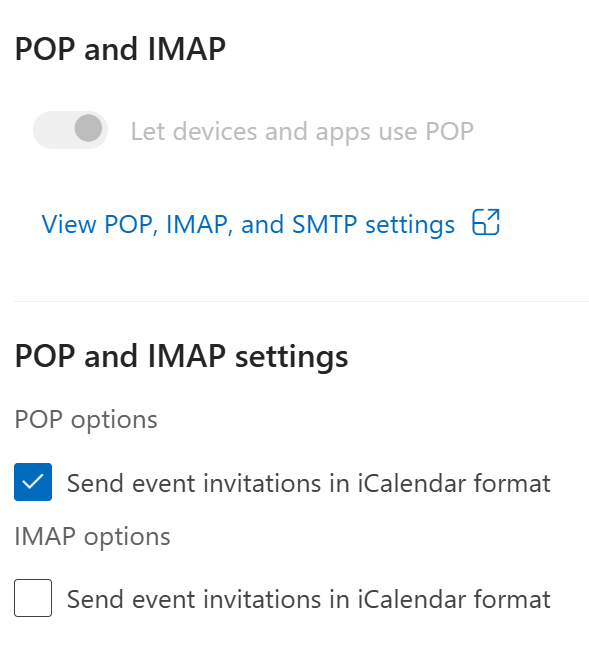 POP and IMAP
Let devices and apps use POP
View POP, IMAP, and SMTP settings
POP and IMAP settings
POP options
Send event invitations in iCalendar format
IMAP options
Send event invitations in iCalendar format